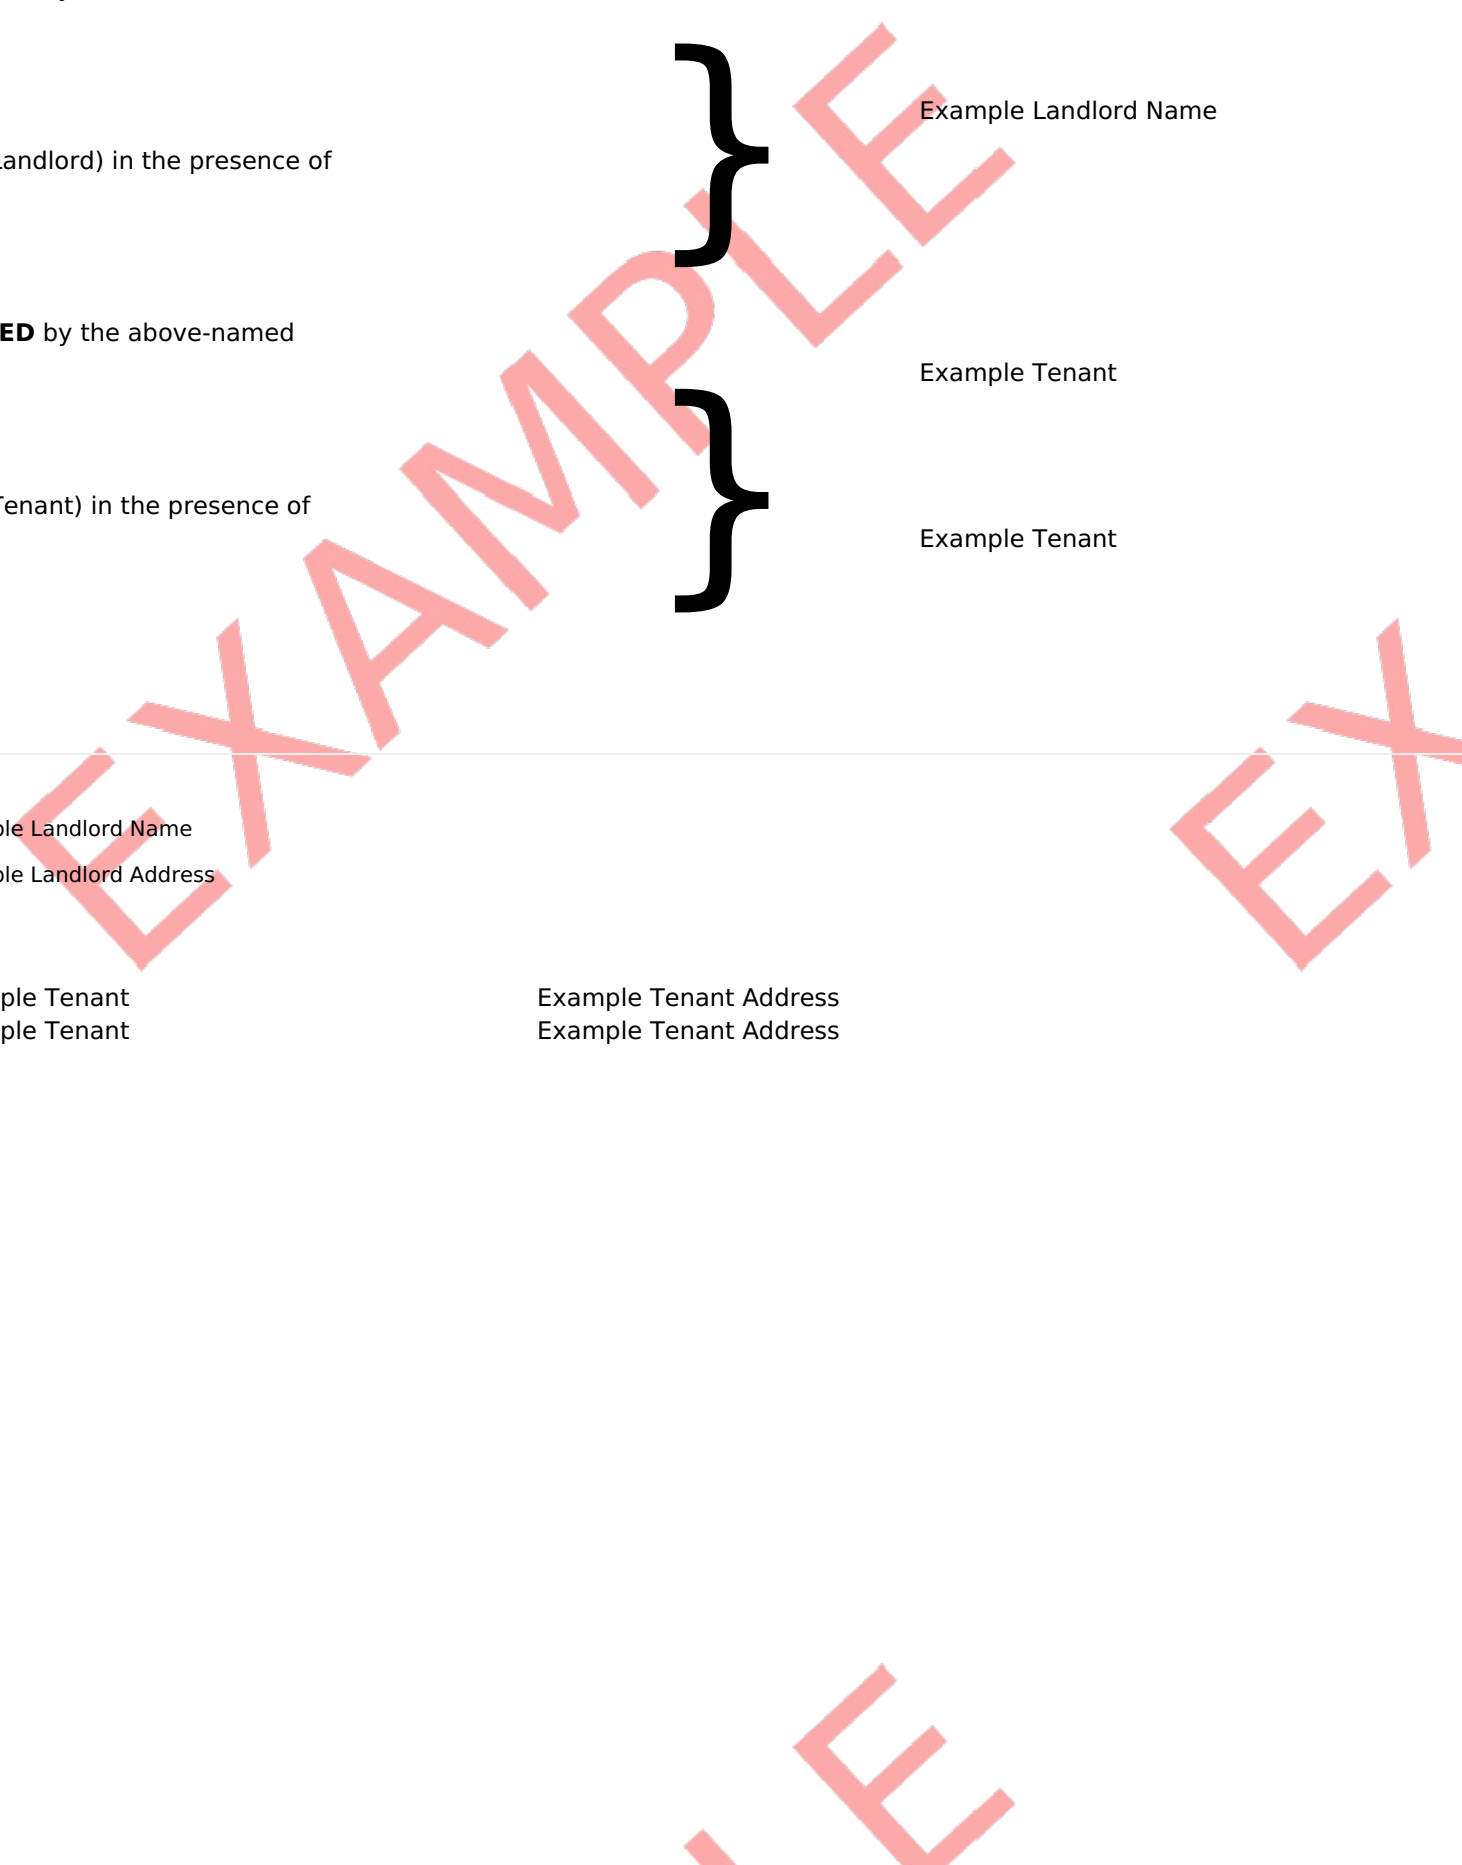 Example Landlord Name
Landlord) in the presence of
ED by the above-named
Example Tenant
Tenant) in the presence of
Example Tenant
EXAMPLE
EX
ple Landlord Name
ple Landlord Address
ple Tenant Example Tenant Address
ple Tenant Example Tenant Address
LE